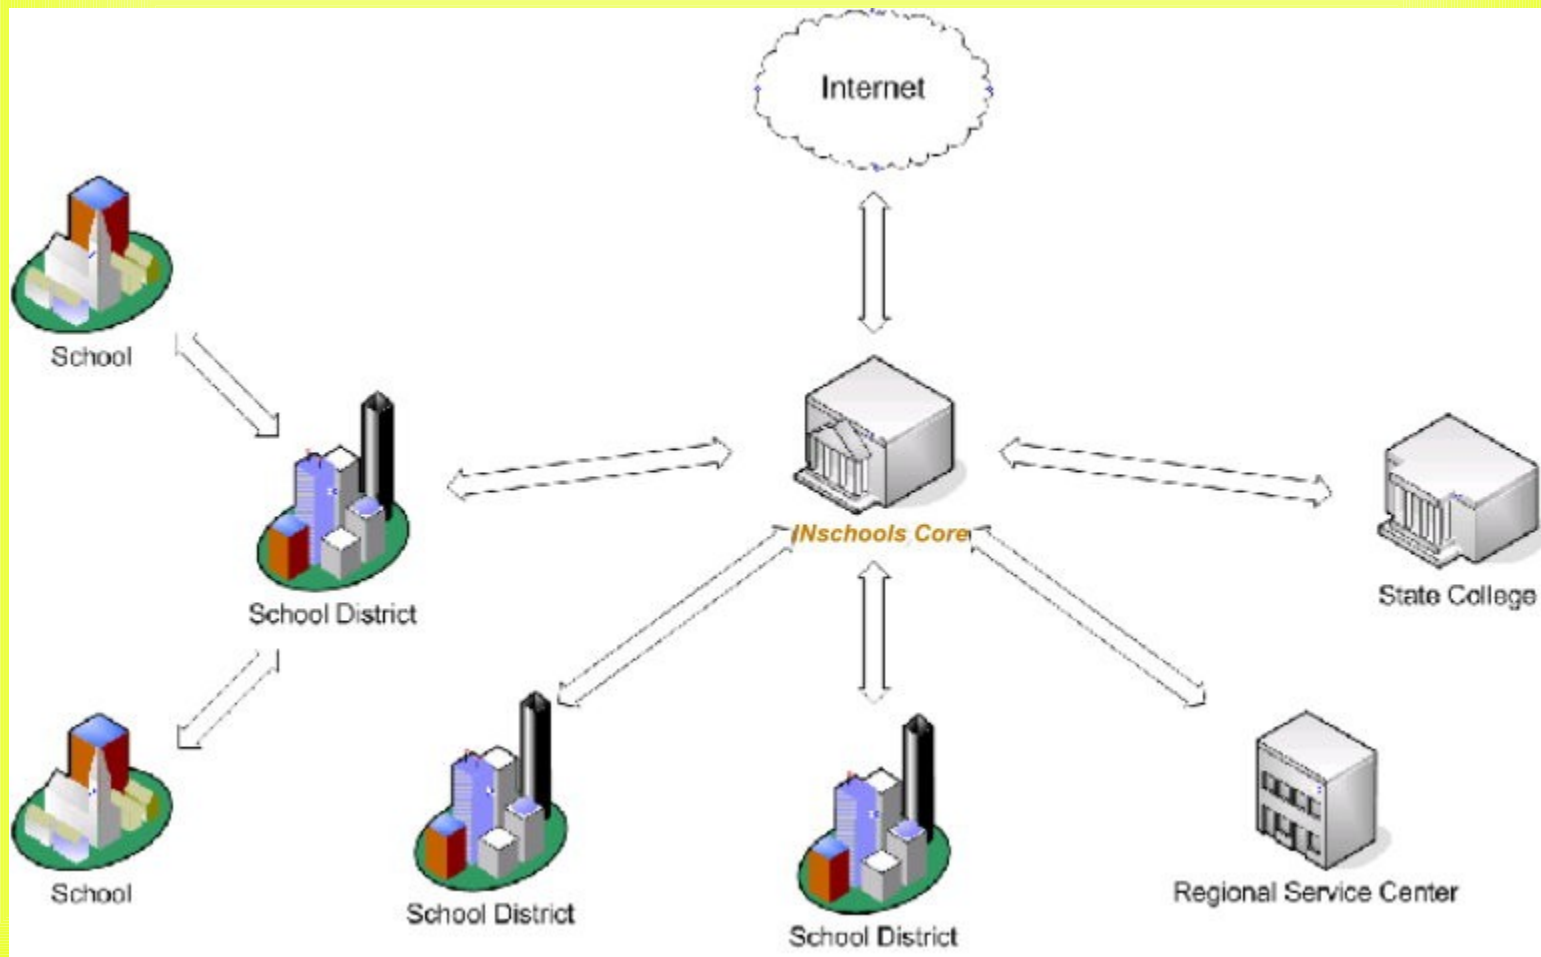 Internet
School
School District
INschools Core
State College
School
School District
School District
Regional Service Center